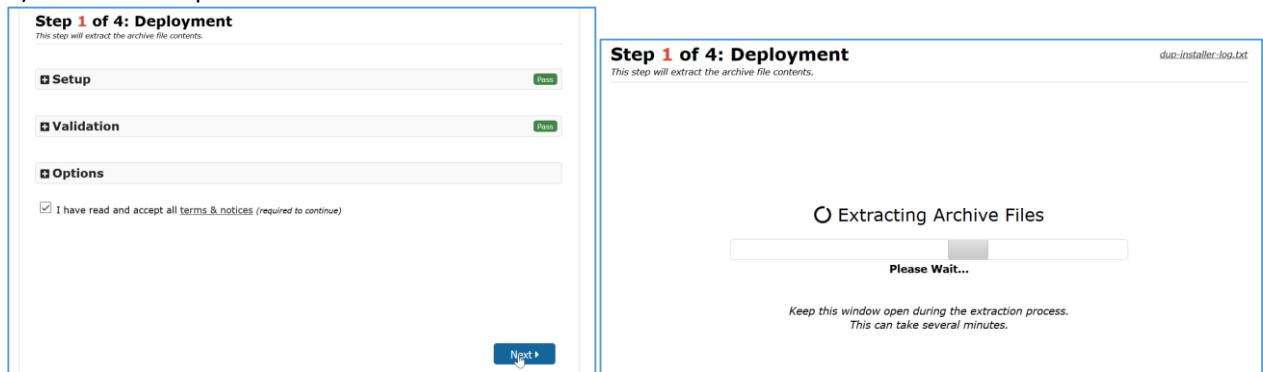 Step 1 of 4: Deployment
This step will extract the archive file contents.
Setup
Pass
Validation
Pass
Options
I have read and accept all terms & notices (required to continue)
Next
Step 1 of 4: Deployment
dup-installer-log.txt
This step will extract the archive file contents.
Extracting Archive Files
Please Wait...
Keep this window open during the extraction process.
This can take several minutes.